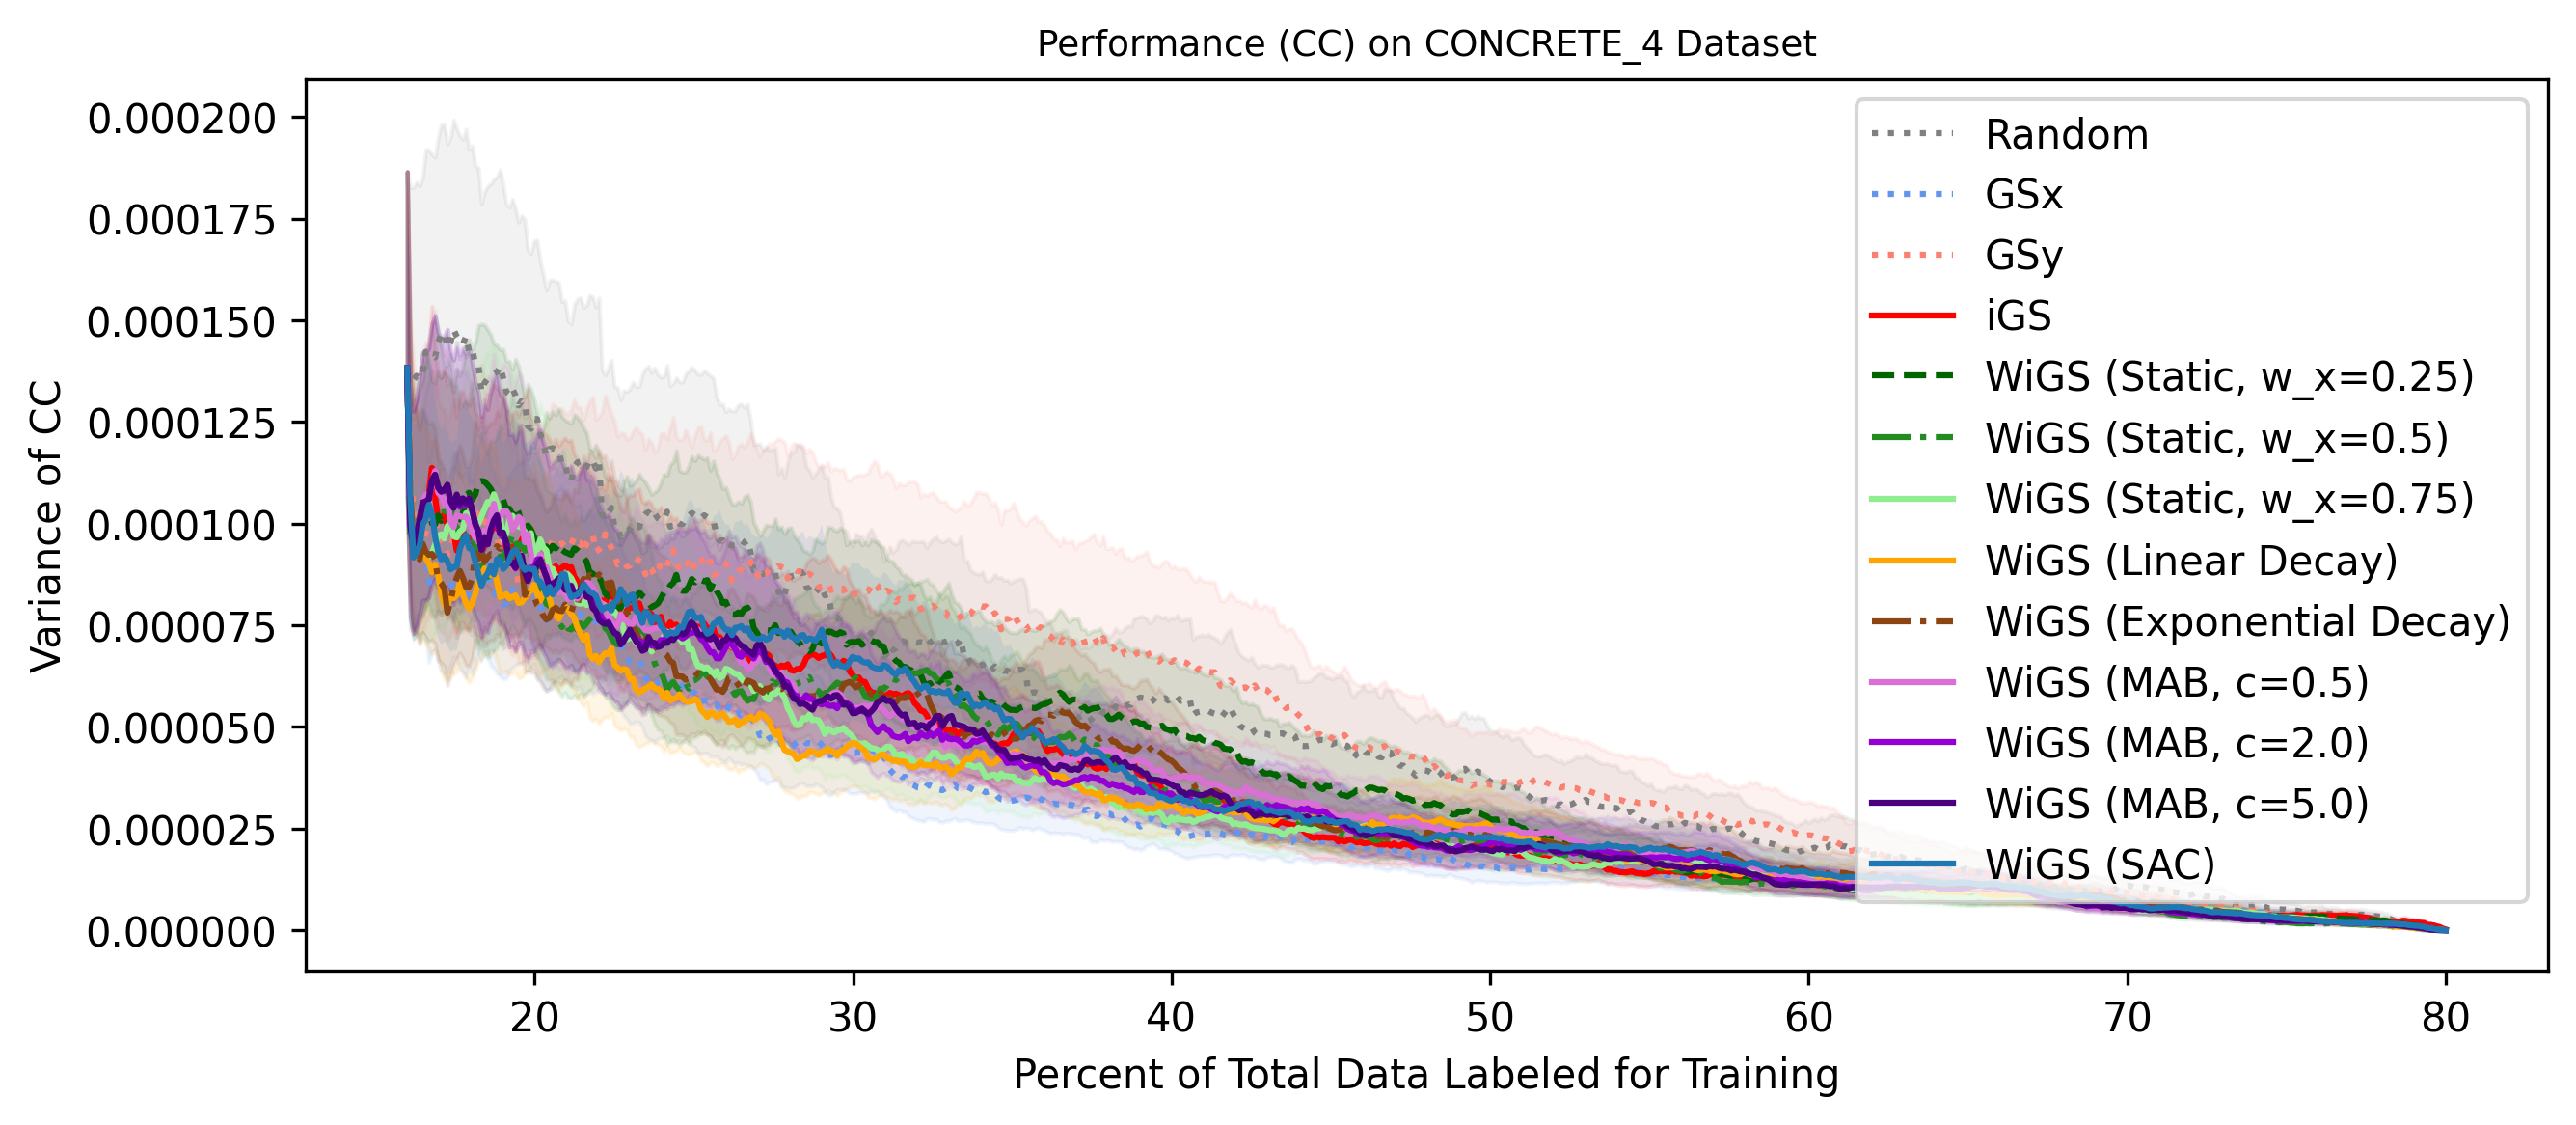 Performance (CC) on CONCRETE_4 Dataset
Variance of CC
0.000200
0.000175
0.000150
0.000125
0.000100
0.000075
0.000050
0.000025
0.000000
20
30
40
50
60
70
80
Percent of Total Data Labeled for Training
Random
GSx
GSy
iGS
WiGS (Static, w_x=0.25)
WiGS (Static, w_x=0.5)
WiGS (Static, w_x=0.75)
WiGS (Linear Decay)
WiGS (Exponential Decay)
WiGS (MAB, c=0.5)
WiGS (MAB, c=2.0)
WiGS (MAB, c=5.0)
WiGS (SAC)